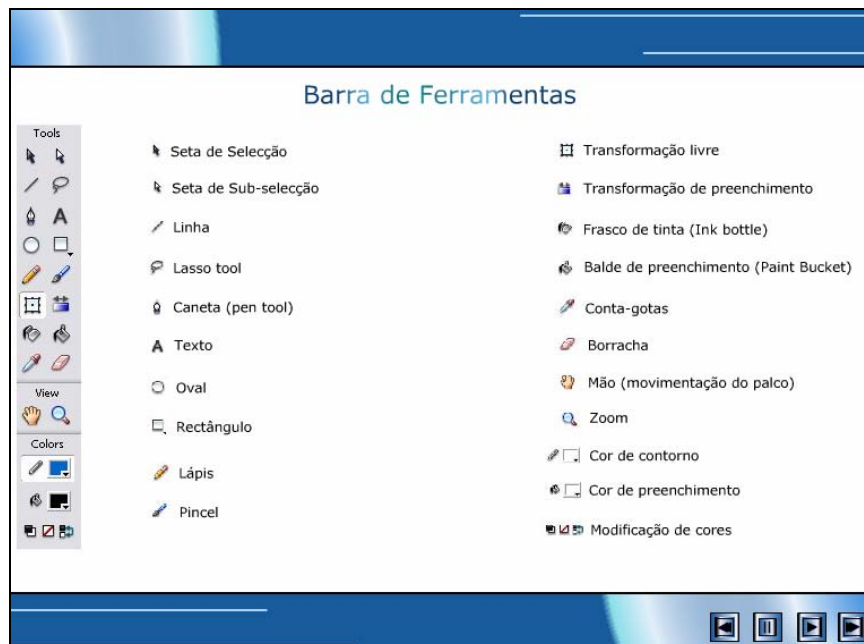 Barra de Ferramentas
Tools
View
Colors
Seta de Selecção
Seta de Sub-selecção
Linha
Lasso tool
Caneta (pen tool)
A Texto
Oval
Rectângulo
Lápis
Pincel
Transformação livre
Transformação de preenchimento
Frasco de tinta (Ink bottle)
Balde de preenchimento (Paint Bucket)
Conta-gotas
Borracha
Mão (movimentação do palco)
Zoom
Cor de contorno
Cor de preenchimento
Modificação de cores